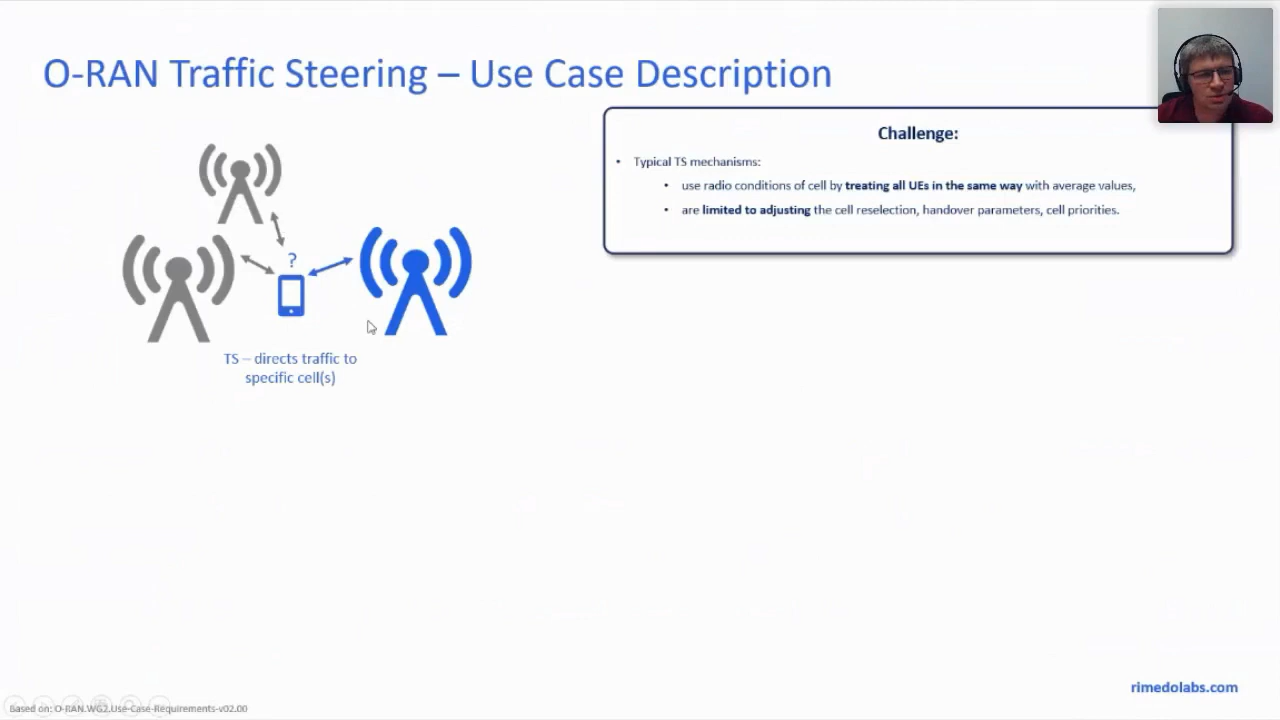 O-RAN Traffic Steering – Use Case Description
Challenge:
• Typical TS mechanisms:
• use radio conditions of cell by treating all UEs in the same way with average values,
• are limited to adjusting the cell reselection, handover parameters, cell priorities.
?
TS – directs traffic to
specific cell(s)
rimedolabs.com
Based on: O-RAN.WG2.Use-Case-Requirements-v02.00